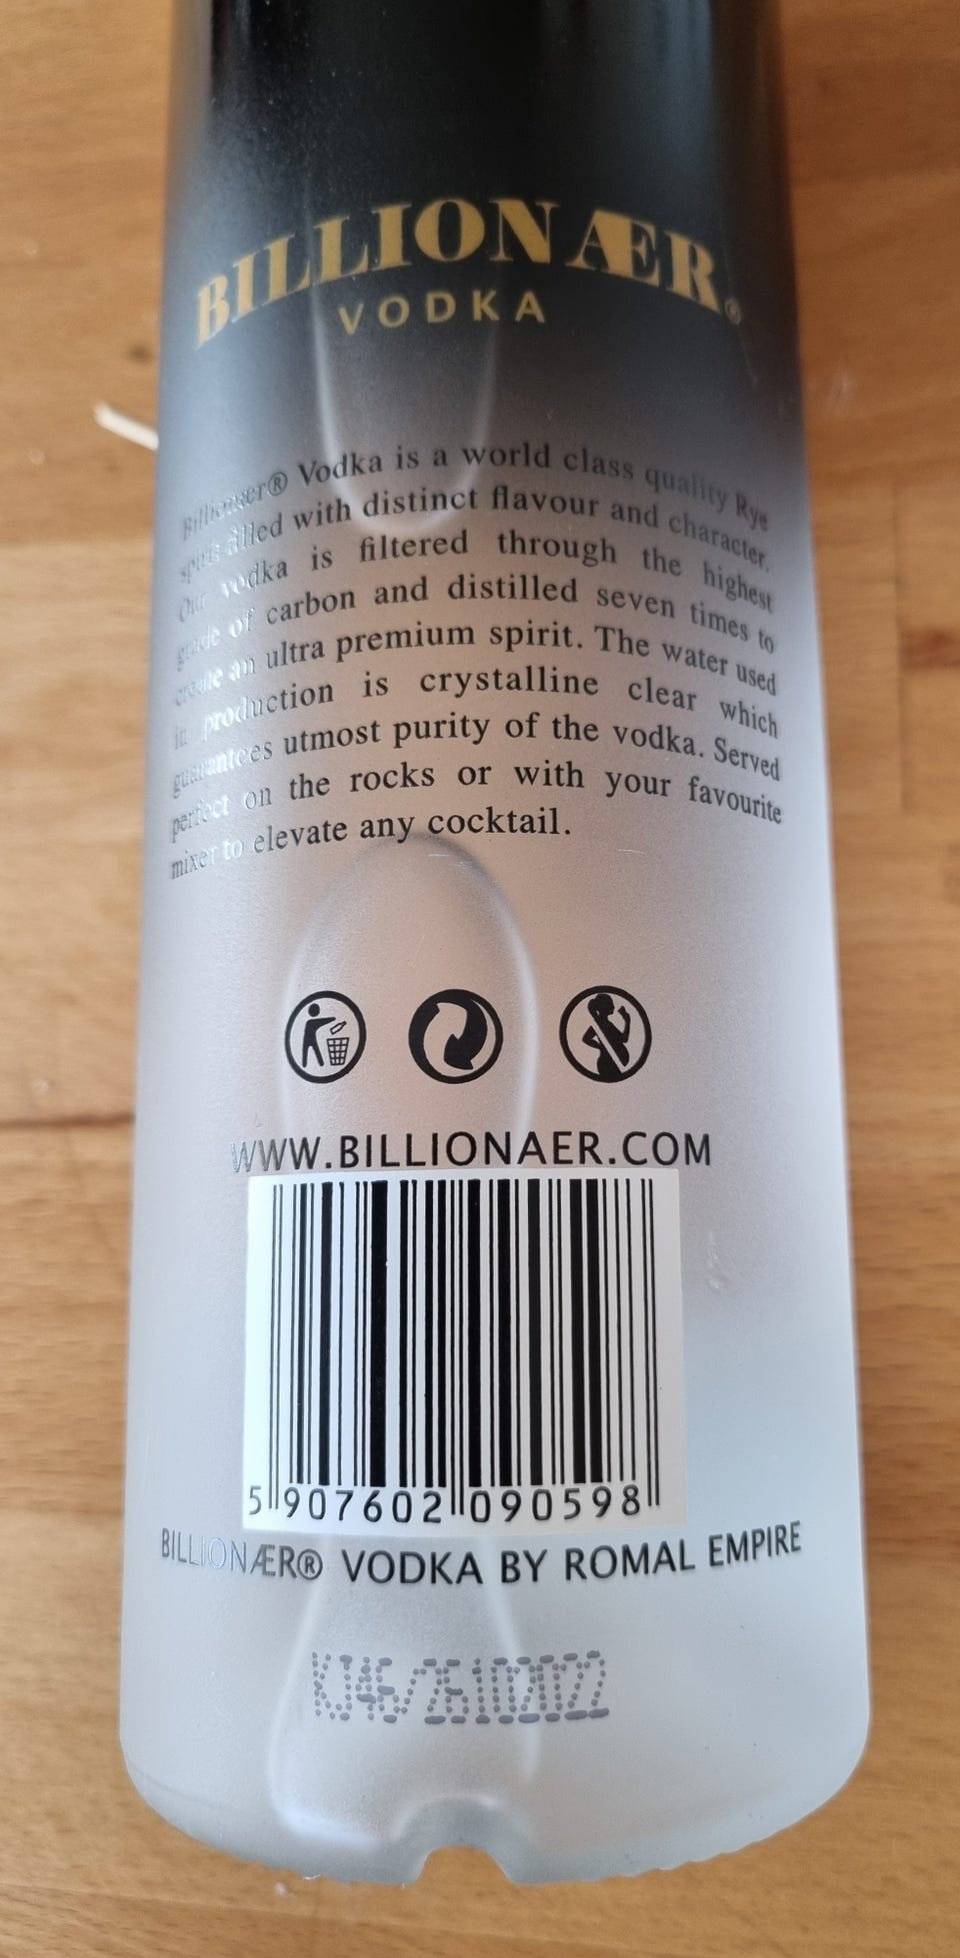 BILLIONÆR®
VODKA
Billionaer® Vodka is a world class quality Rye
spirit filled with distinct flavour and character.
Our vodka is filtered through the highest
grade of carbon and distilled seven times to
create an ultra premium spirit. The water used
in production is crystalline clear which
guarantees utmost purity of the vodka. Served
perfect on the rocks or with your favourite
mixer to elevate any cocktail.
WWW.BILLIONAER.COM
5 907602 090598
BILLIONÆR® VODKA BY ROMAL EMPIRE
KJ46/26102022